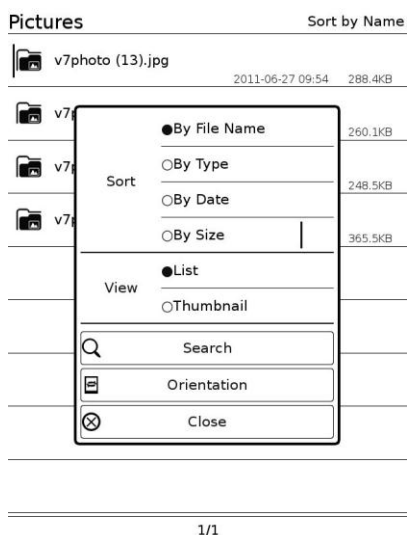 Pictures
Sort by Name
v7photo (13).jpg
2011-06-27 09:54 288.4KB
260.1KB
248.5KB
365.5KB
Sort
By File Name
By Type
By Date
By Size
View
List
Thumbnail
Search
Orientation
Close
1/1